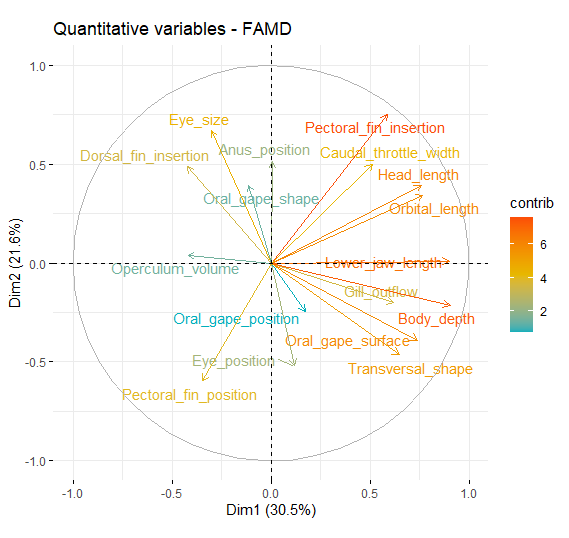 Quantitative variables - FAMD
1.0
0.5
0.0
-0.5
-1.0
Dim2 (21.6%)
Eye_size
Pectoral_fin_insertion
Dorsal_fin_insertion
Anus_position
Caudal_throttle_width
Head_length
Oral_gape_shape
Orbital_length
Operculum_volume
Lower_jaw_length
Gill_outflow
Oral_gape_position
Body_depth
Oral_gape_surface
Eye_position
Transversal_shape
Pectoral_fin_position
-1.0
-0.5
0.0
0.5
1.0
Dim1 (30.5%)
contrib
6
4
2